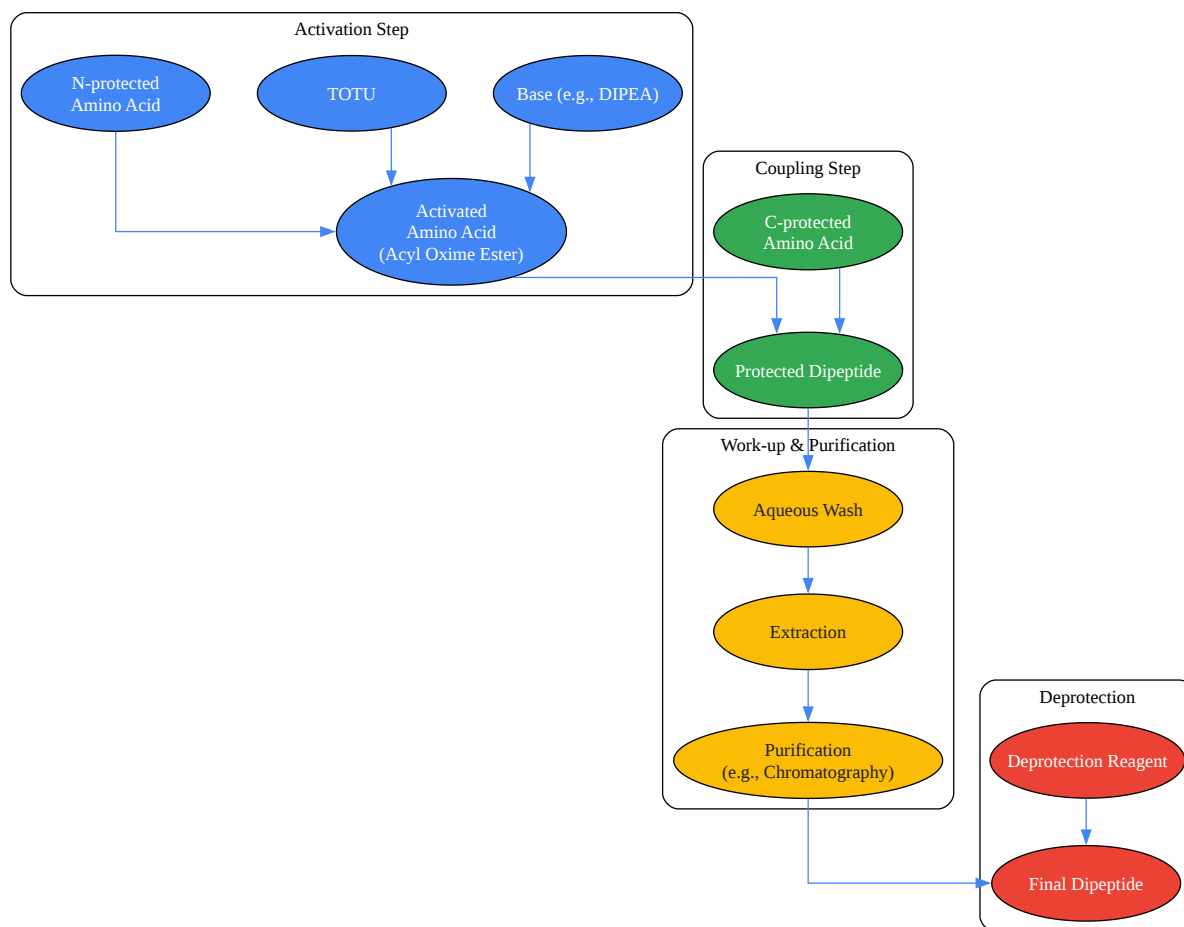 Activation Step
N-protected
Amino Acid
TOTU
Base (e.g., DIPEA)
Activated
Amino Acid
(Acyl Oxime Ester)
Coupling Step
C-protected
Amino Acid
Protected Dipeptide
Work-up & Purification
Aqueous Wash
Extraction
Purification
(e.g., Chromatography)
Deprotection
Deprotection Reagent
Final Dipeptide